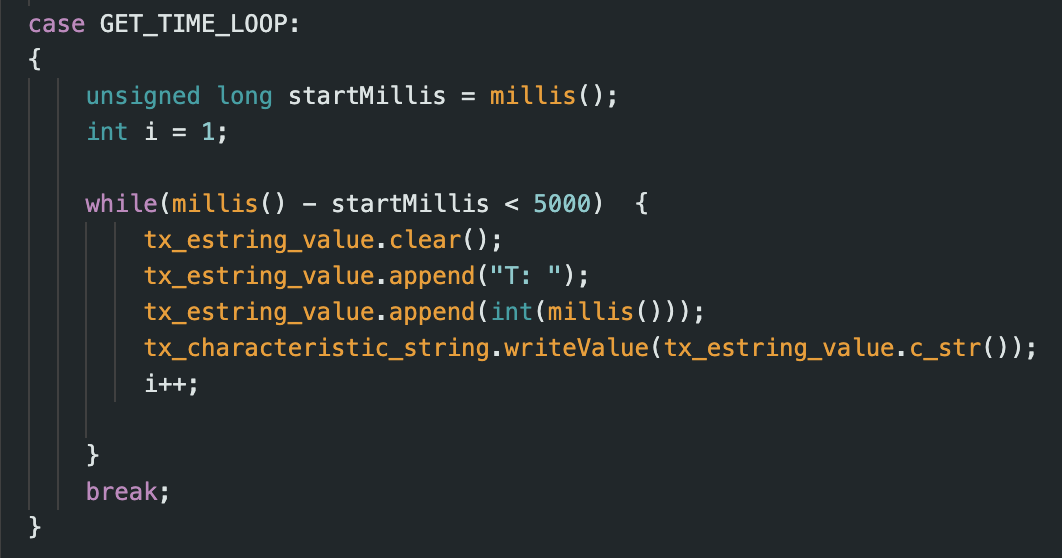 case GET_TIME_LOOP:
{
unsigned long startMillis = millis();
int i = 1;
while(millis() - startMillis < 5000)  {
tx_estring_value.clear();
tx_estring_value.append("T: ");
tx_estring_value.append(int(millis()));
tx_characteristic_string.writeValue(tx_estring_value.c_str());
i++;
}
break;
}